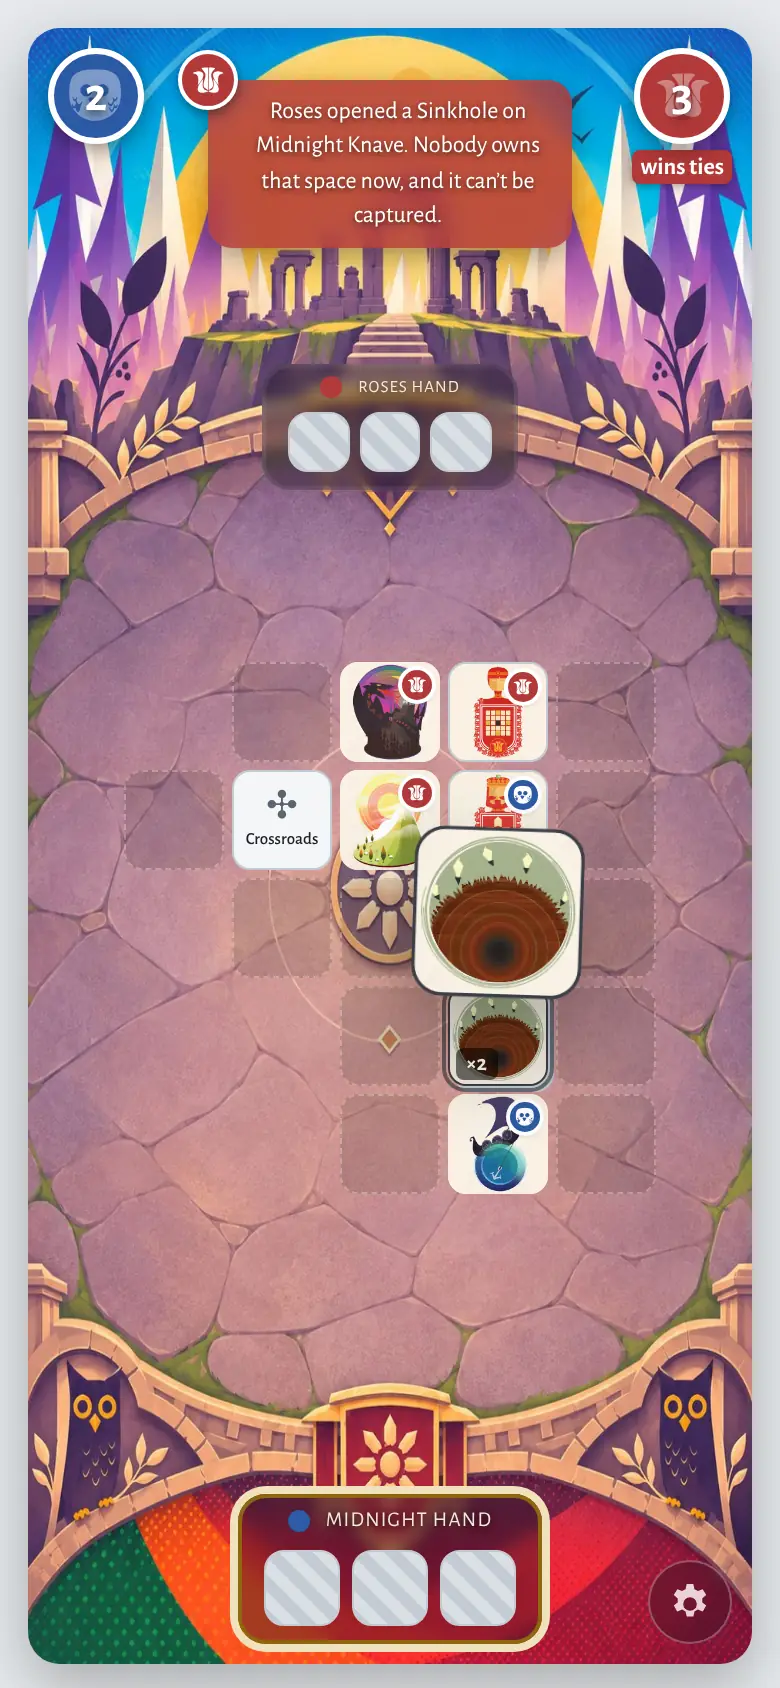 2
Roses opened a Sinkhole on
Midnight Knave. Nobody owns
that space now, and it can't be
captured.
3
wins ties
ROSES HAND
Crossroads
×2
MIDNIGHT HAND